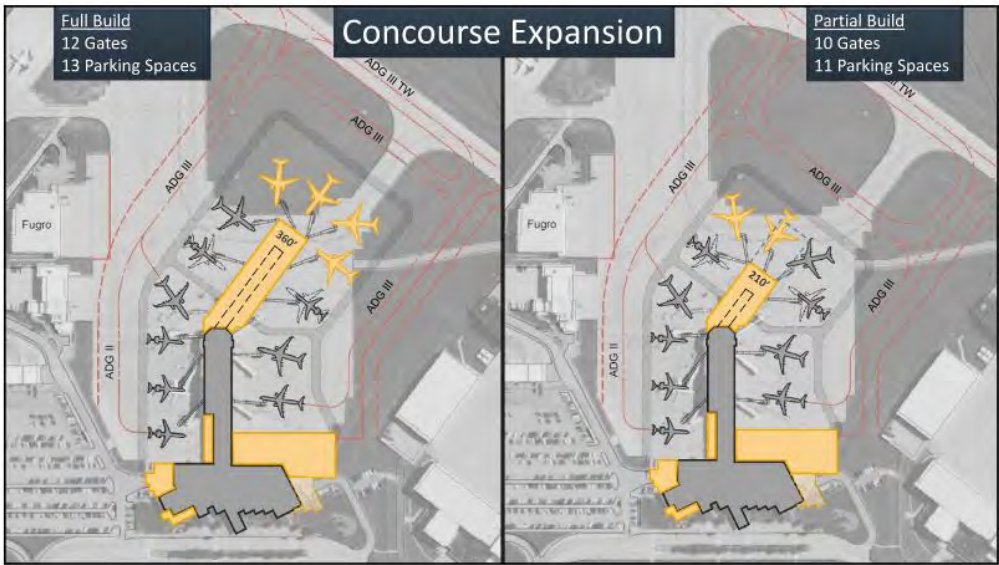 Concourse Expansion
Full Build
12 Gates
13 Parking Spaces
ADG III TW
ADG III
ADG III
Fugro
360'
ADG III
ADG II
Partial Build
10 Gates
11 Parking Spaces
ADG III TW
ADG III
ADG III
Fugro
210'
ADG III
ADG II